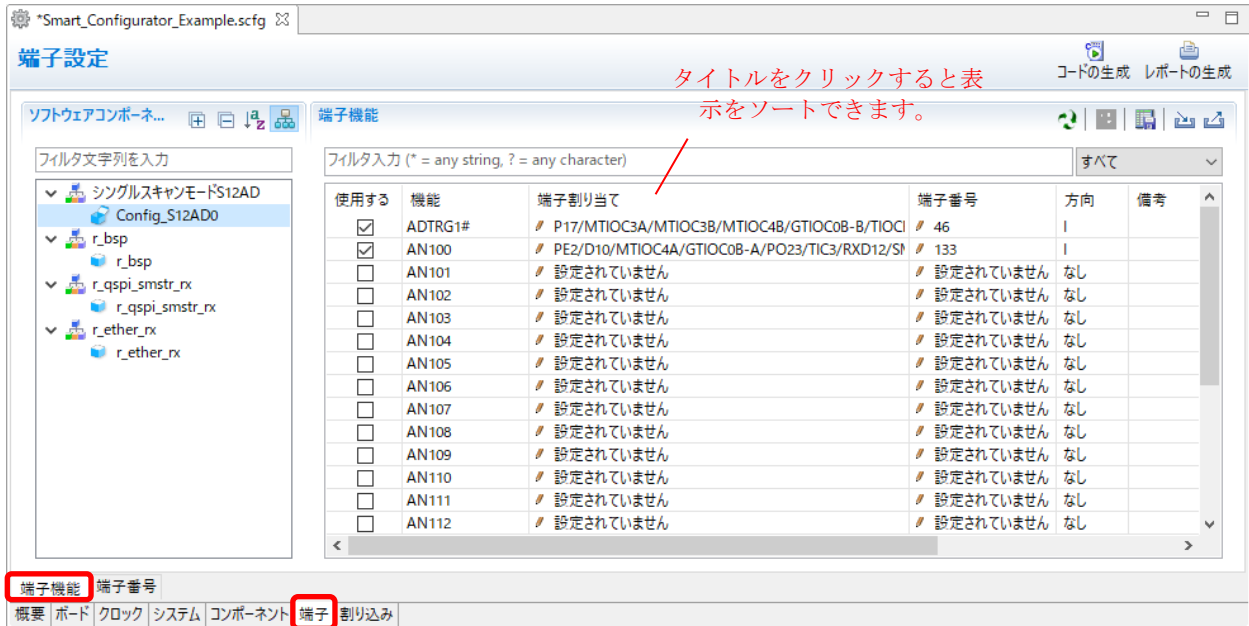 *Smart_Configurator_Example.scfg
端子設定
コードの生成 レポートの生成
タイトルをクリックすると表
示をソートできます。
ソフトウェアコンポーネ...
端子機能
フィルタ文字列を入力
フィルタ入力 (* = any string, ? = any character)
すべて
シングルスキャンモードS12AD
Config_S12AD0
r_bsp
r_bsp
r_qspi_smstr_rx
r_qspi_smstr_rx
r_ether_rx
r_ether_rx
使用する 機能 端子割り当て 端子番号 方向 備考
ADTRG1# P17/MTIOC3A/MTIOC3B/MTIOC4B/GTIOC0B-B/TIOCI 46 I
AN100 PE2/D10/MTIOC4A/GTIOC0B-A/PO23/TIC3/RXD12/SM 133 I
AN101 設定されていません 設定されていません なし
AN102 設定されていません 設定されていません なし
AN103 設定されていません 設定されていません なし
AN104 設定されていません 設定されていません なし
AN105 設定されていません 設定されていません なし
AN106 設定されていません 設定されていません なし
AN107 設定されていません 設定されていません なし
AN108 設定されていません 設定されていません なし
AN109 設定されていません 設定されていません なし
AN110 設定されていません 設定されていません なし
AN111 設定されていません 設定されていません なし
AN112 設定されていません 設定されていません なし
端子機能 端子番号
概要 ボード クロック システム コンポーネント 端子 割り込み